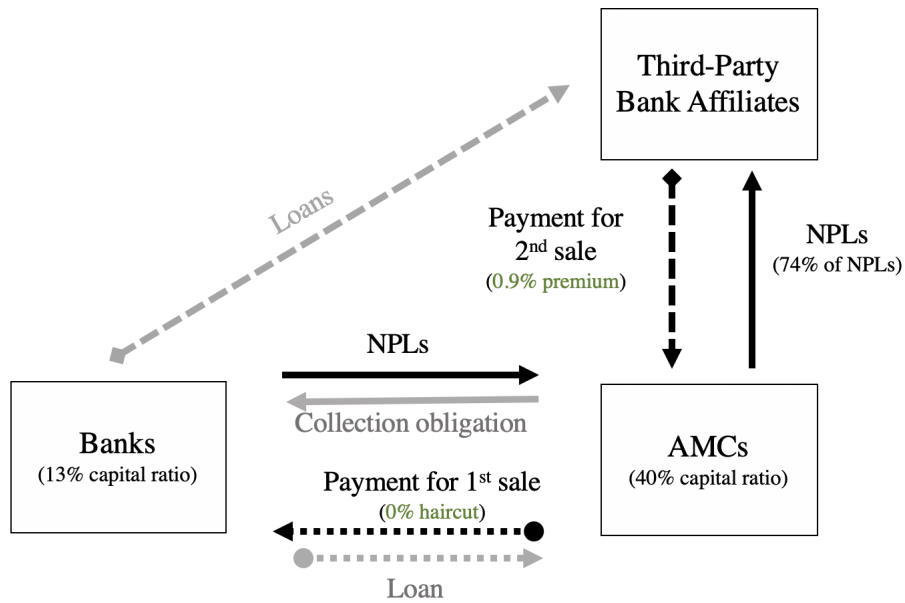 Third-Party
Bank Affiliates
Loans
Payment for
2nd sale
(0.9% premium)
NPLs
(74% of NPLs)
NPLs
Collection obligation
Banks
(13% capital ratio)
AMCs
(40% capital ratio)
Payment for 1st sale
(0% haircut)
Loan